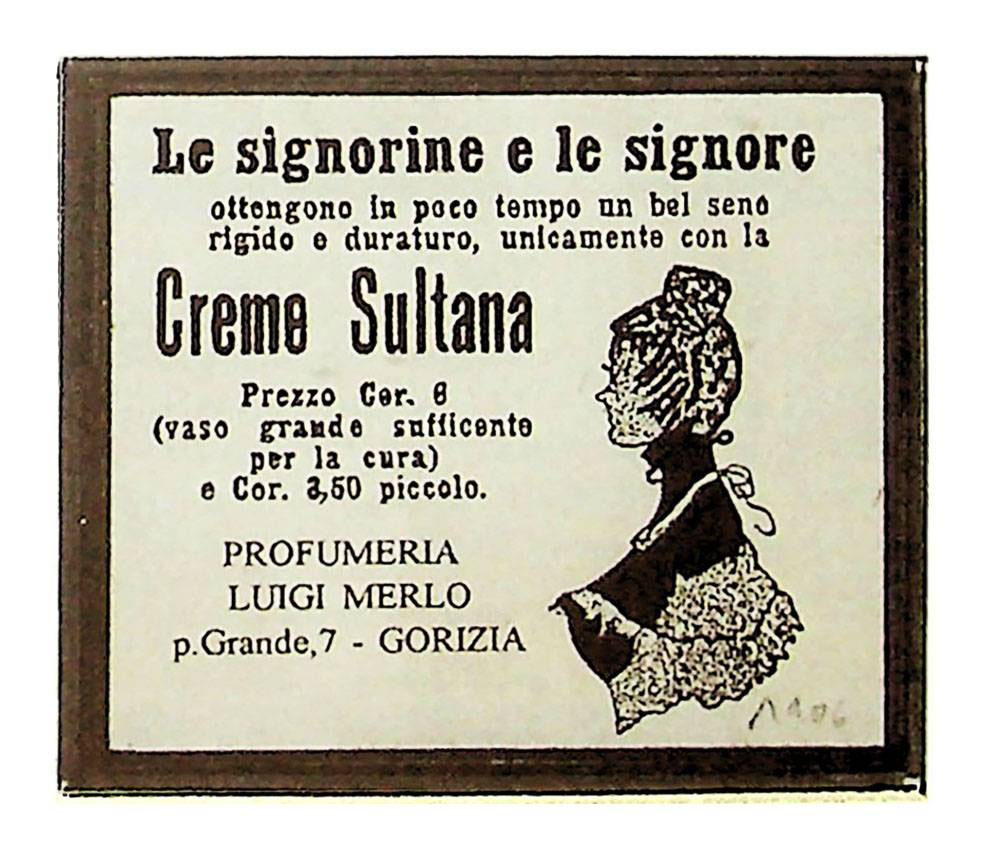 Le signorine e le signore
ottengono in poco tempo un bel seno
rigido e duraturo, unicamente con la
Creme Sultana
Prezzo Cor. 6
(vaso grande sufficente
per la cura)
e Cor. 3,50 piccolo.
PROFUMERIA
LUIGI MERLO
p.Grande,7 - GORIZIA